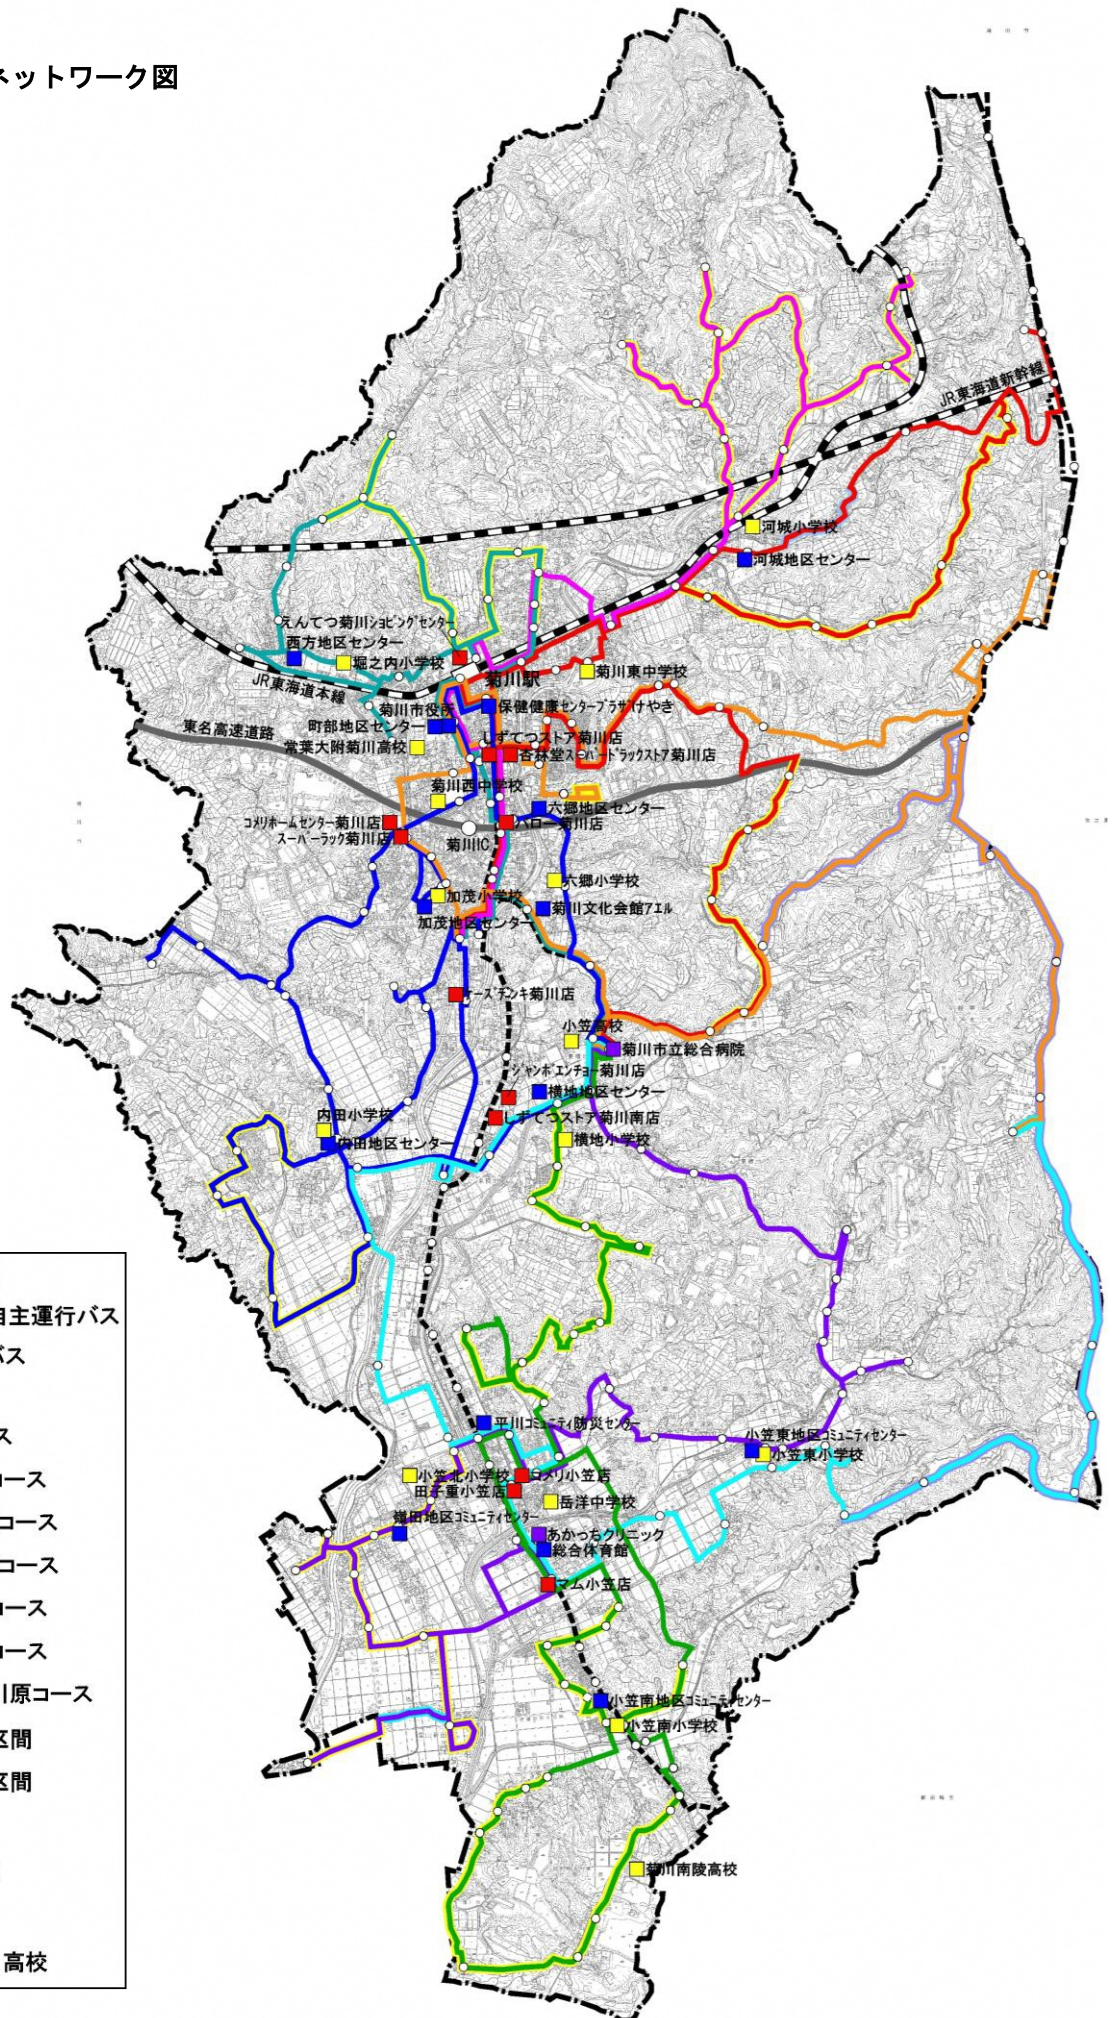 ネットワーク図
JR東海道新幹線
河城小学校
河城地区センター
えんてつ菊川ショッピングセンター
西方地区センター
堀之内小学校
菊川東中学校
菊川駅
JR東海道本線
菊川市役所
保健健康センタープラザけやき
町部地区センター
東名高速道路
しずてつストア菊川店
常葉大附菊川高校
杏林堂スーパードラックストア菊川店
菊川西中学校
六郷地区センター
コメリホームセンター菊川店
ハロー菊川店
スーパーラック菊川店
菊川IC
六郷小学校
加茂小学校
菊川文化会館アエル
加茂地区センター
ケーズデンキ菊川店
小笠高校
菊川市立総合病院
ジャンボエンチョー菊川店
横地地区センター
内田小学校
しずてつストア菊川南店
内田地区センター
横地小学校
自主運行バス
バス
ス
コース
コース
コース
コース
コース
川原コース
区間
区間
高校
平川コミュニティ防災センター
小笠東地区コミュニティセンター
小笠東小学校
小笠北小学校
コメリ小笠店
田子重小笠店
岳洋中学校
嶺田地区コミュニティセンター
あかっちクリニック
総合体育館
マム小笠店
小笠南地区コミュニティセンター
小笠南小学校
菊川南陵高校